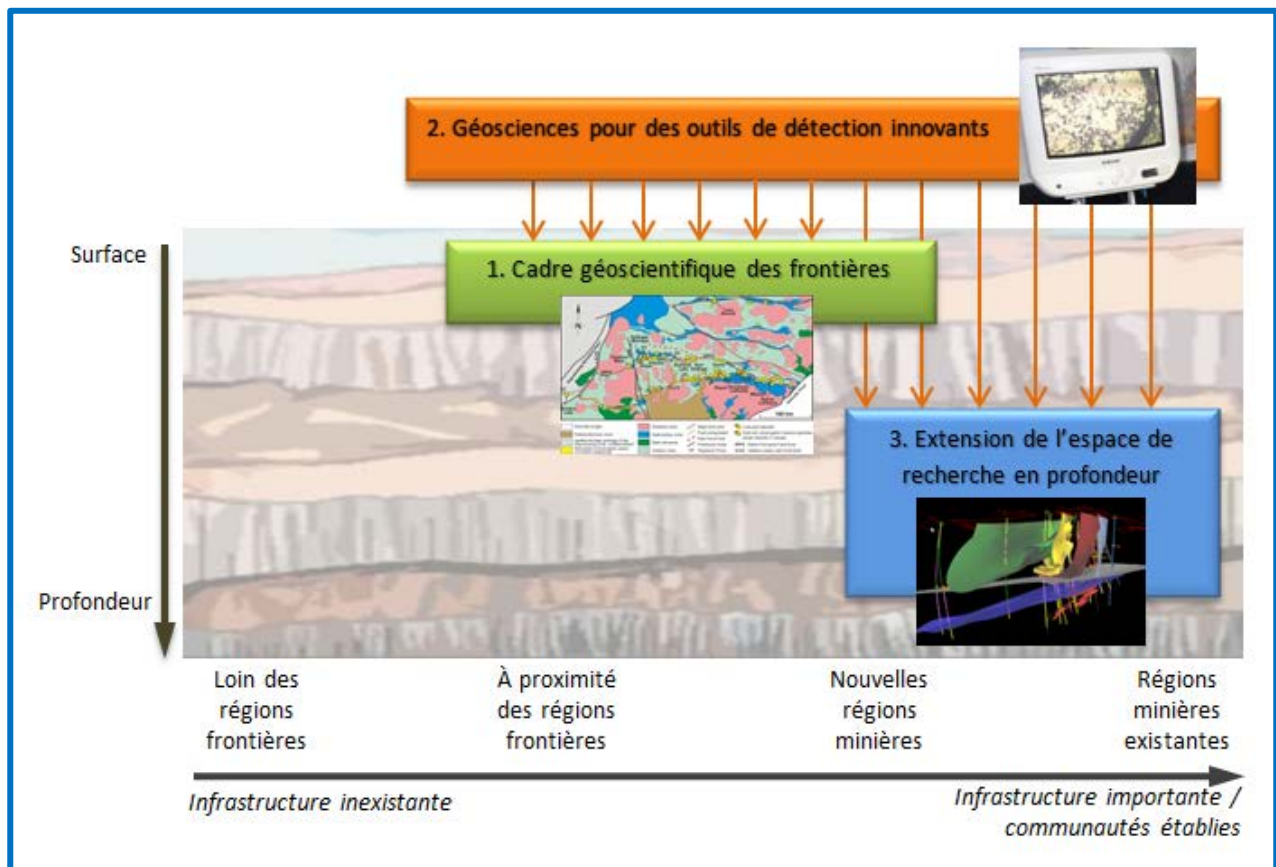 2. Géosciences pour des outils de détection innovants
Surface
1. Cadre géoscientifique des frontières
3. Extension de l'espace de
recherche en profondeur
Profondeur
Loin des
régions
frontières
À proximité
des régions
frontières
Nouvelles
régions
minières
Régions
minières
existantes
Infrastructure inexistante
Infrastructure importante /
communautés établies